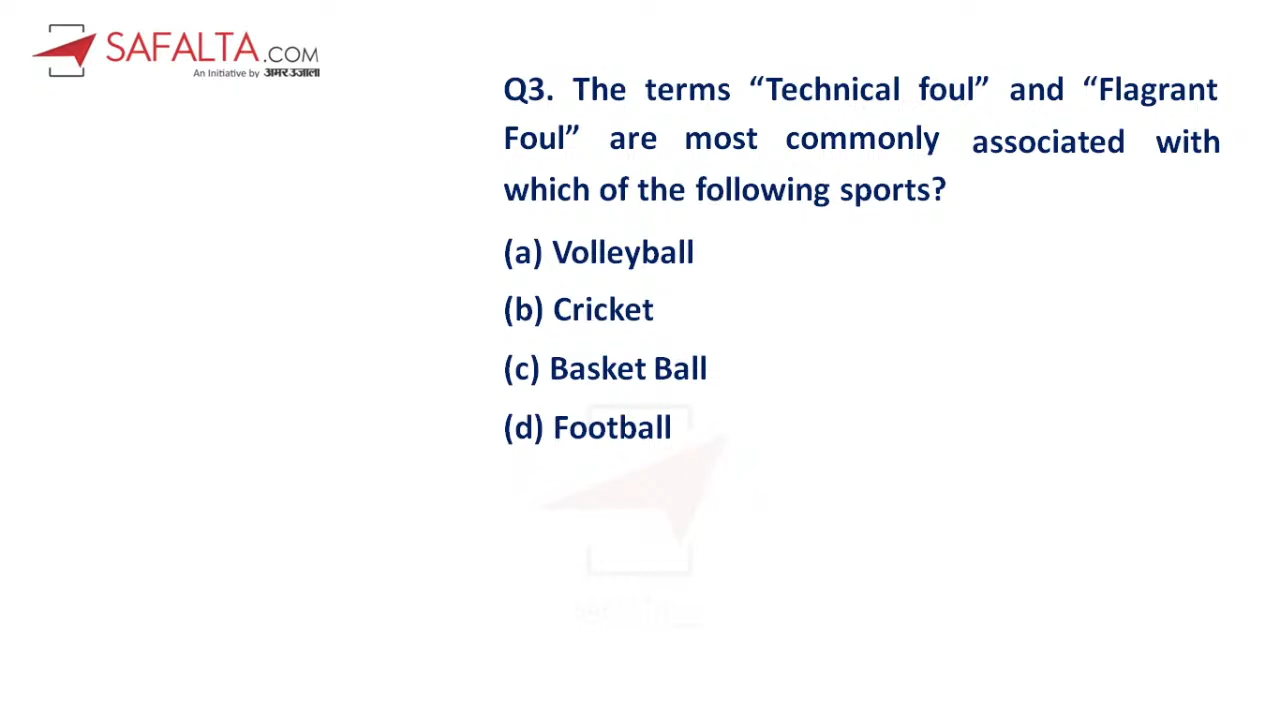 SAFALTA.COM
An Initiative by अमर उजाला
Q3. The terms “Technical foul” and “Flagrant
Foul” are most commonly associated with
which of the following sports?
(a) Volleyball
(b) Cricket
(c) Basket Ball
(d) Football